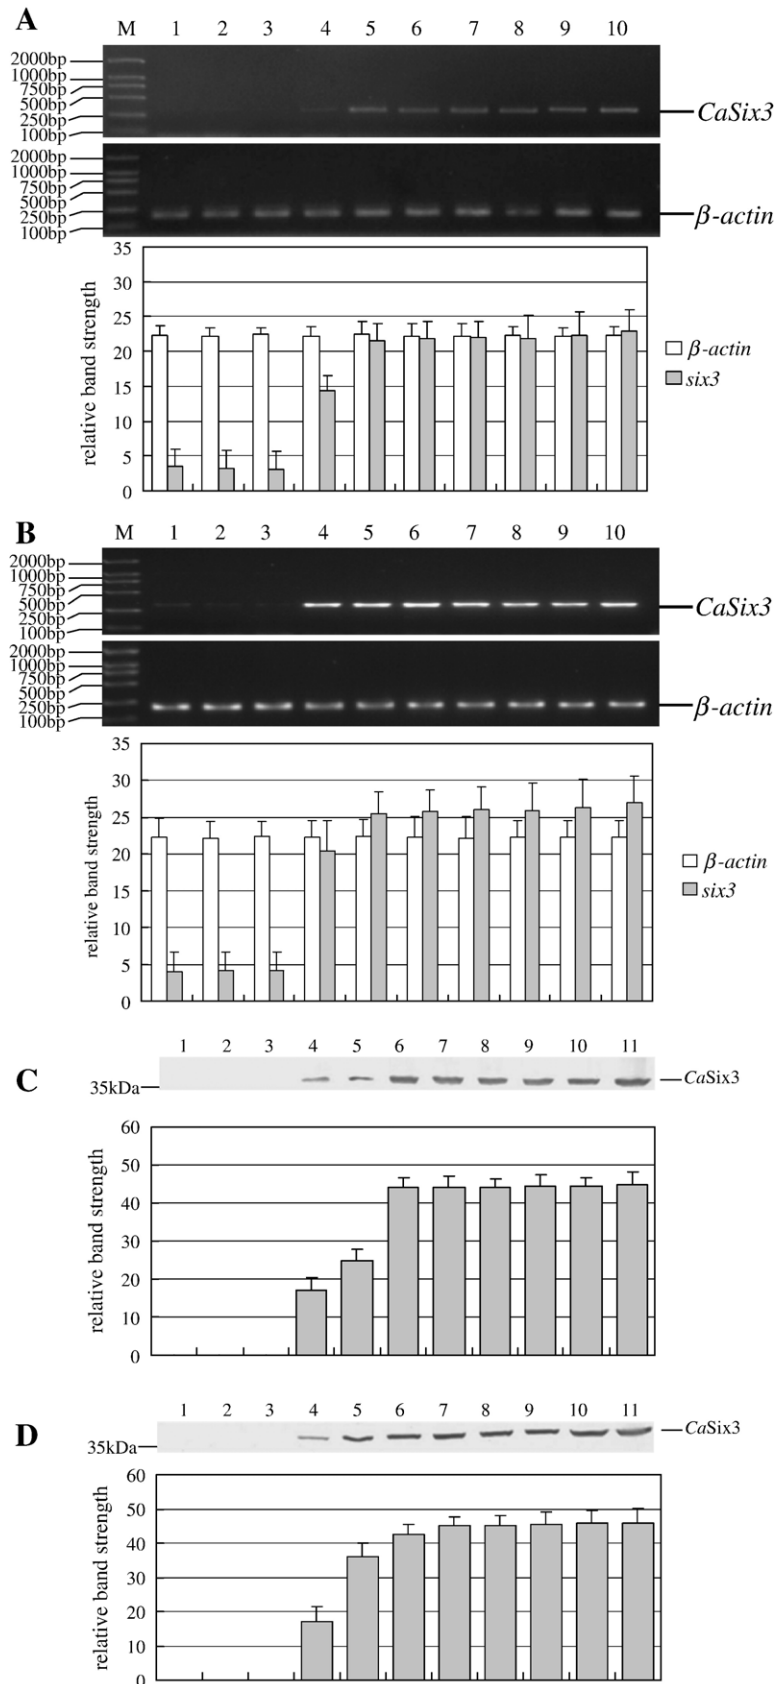 A
M 1 2 3 4 5 6 7 8 9 10
2000bp
1000bp
750bp
500bp
250bp
100bp
CaSix3
2000bp
1000bp
750bp
500bp
250bp
100bp
β-actin
35
30
25
20
15
10
5
0
relative band strength
β-actin
six3
B
M 1 2 3 4 5 6 7 8 9 10
2000bp
1000bp
750bp
500bp
250bp
100bp
CaSix3
2000bp
1000bp
750bp
500bp
250bp
100bp
β-actin
35
30
25
20
15
10
5
0
relative band strength
β-actin
six3
1 2 3 4 5 6 7 8 9 10 11
C
35kDa
CaSix3
60
50
40
30
20
10
0
relative band strength
1 2 3 4 5 6 7 8 9 10 11
D
35kDa
CaSix3
60
50
40
30
20
10
0
relative band strength